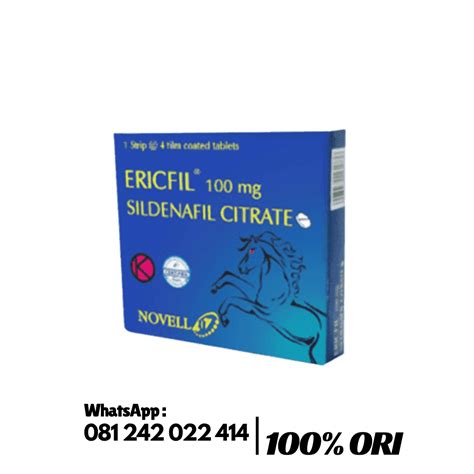 1 Strip @ 4 film coated tablets
ERICFIL® 100 mg
SILDENAFIL CITRATE
K
NOVELL
WhatsApp :
081 242 022 414
100% ORI